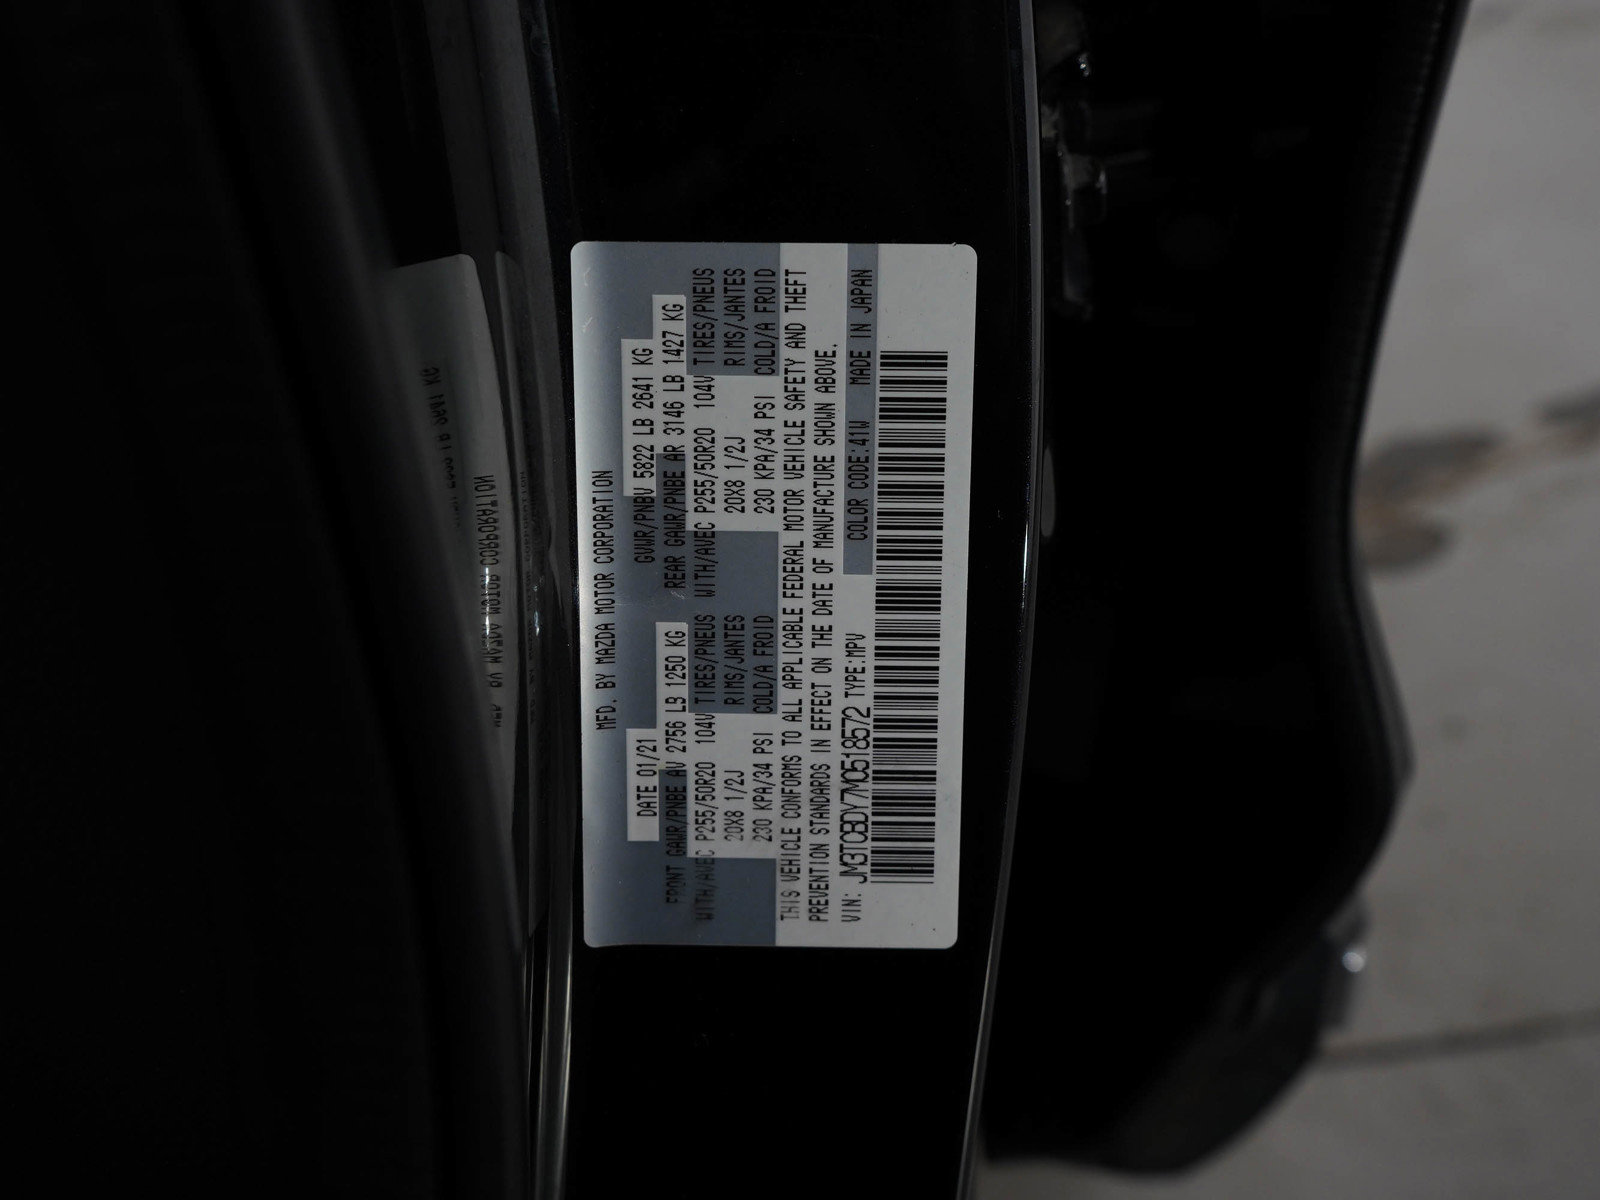 MFD. BY MAZDA MOTOR CORPORATION
DATE 01/21 GVWR/PNBV 5822 LB 2641 KG
FRONT GAWR/PNBE AV 2756 LB 1250 KG /REAR GAWR/PNBE AR 3146 LB 1427 KG
WITH/AVEC P255/50R20 104V TIRES/PNEUS WITH/AVEC P255/50R20 104V TIRES/PNEUS
20X8 1/2J RIMS/JANTES 20X8 1/2J RIMS/JANTES
230 KPA/34 PSI COLD/A FROID 230 KPA/34 PSI COLD/A FROID
THIS VEHICLE CONFORMS TO ALL APPLICABLE FEDERAL MOTOR VEHICLE SAFETY AND THEFT
PREVENTION STANDARDS IN EFFECT ON THE DATE OF MANUFACTURE SHOWN ABOVE.
VIN: JM3TCBDY7M0518572 TYPE:MPV COLOR CODE:41W MADE IN JAPAN